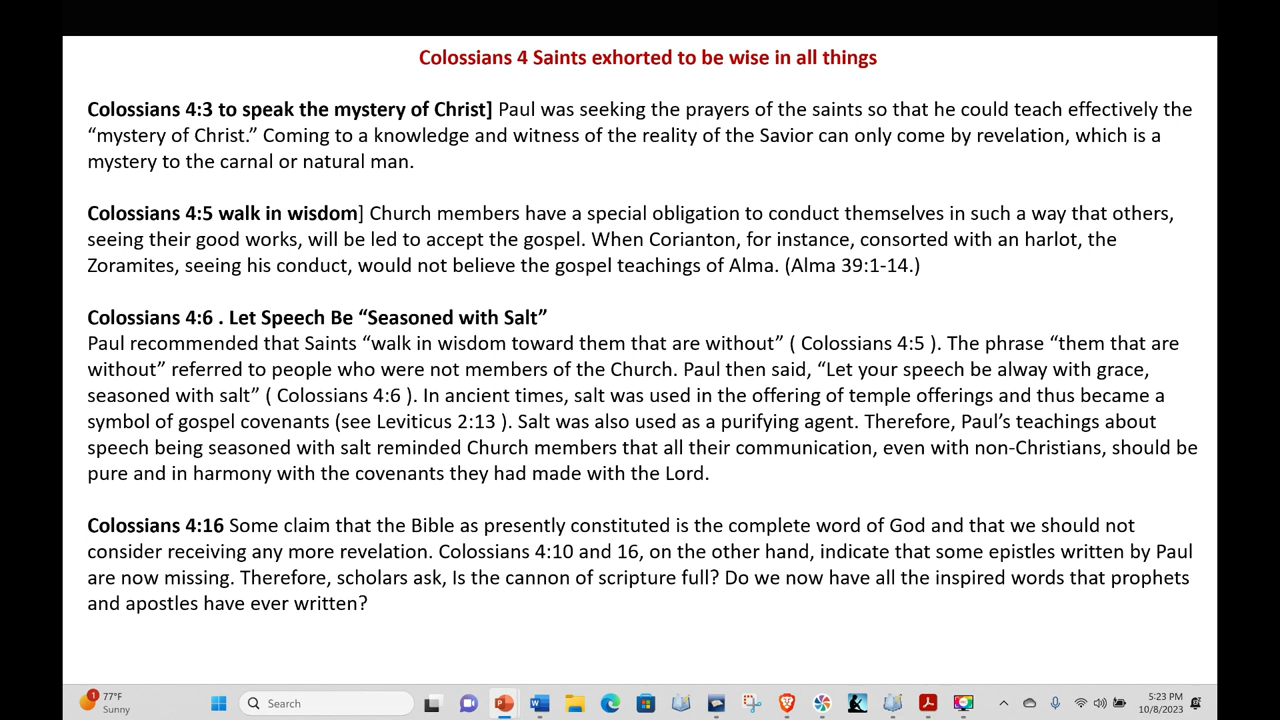 Colossians 4 Saints exhorted to be wise in all things
Colossians 4:3 to speak the mystery of Christ] Paul was seeking the prayers of the saints so that he could teach effectively the
“mystery of Christ.” Coming to a knowledge and witness of the reality of the Savior can only come by revelation, which is a
mystery to the carnal or natural man.
Colossians 4:5 walk in wisdom] Church members have a special obligation to conduct themselves in such a way that others,
seeing their good works, will be led to accept the gospel. When Corianton, for instance, consorted with an harlot, the
Zoramites, seeing his conduct, would not believe the gospel teachings of Alma. (Alma 39:1-14.)
Colossians 4:6 . Let Speech Be “Seasoned with Salt”
Paul recommended that Saints “walk in wisdom toward them that are without” ( Colossians 4:5 ). The phrase “them that are
without” referred to people who were not members of the Church. Paul then said, “Let your speech be alway with grace,
seasoned with salt” ( Colossians 4:6 ). In ancient times, salt was used in the offering of temple offerings and thus became a
symbol of gospel covenants (see Leviticus 2:13 ). Salt was also used as a purifying agent. Therefore, Paul’s teachings about
speech being seasoned with salt reminded Church members that all their communication, even with non-Christians, should be
pure and in harmony with the covenants they had made with the Lord.
Colossians 4:16 Some claim that the Bible as presently constituted is the complete word of God and that we should not
consider receiving any more revelation. Colossians 4:10 and 16, on the other hand, indicate that some epistles written by Paul
are now missing. Therefore, scholars ask, Is the cannon of scripture full? Do we now have all the inspired words that prophets
and apostles have ever written?
1
77°F
Sunny
Search
5:23 PM
10/8/2023